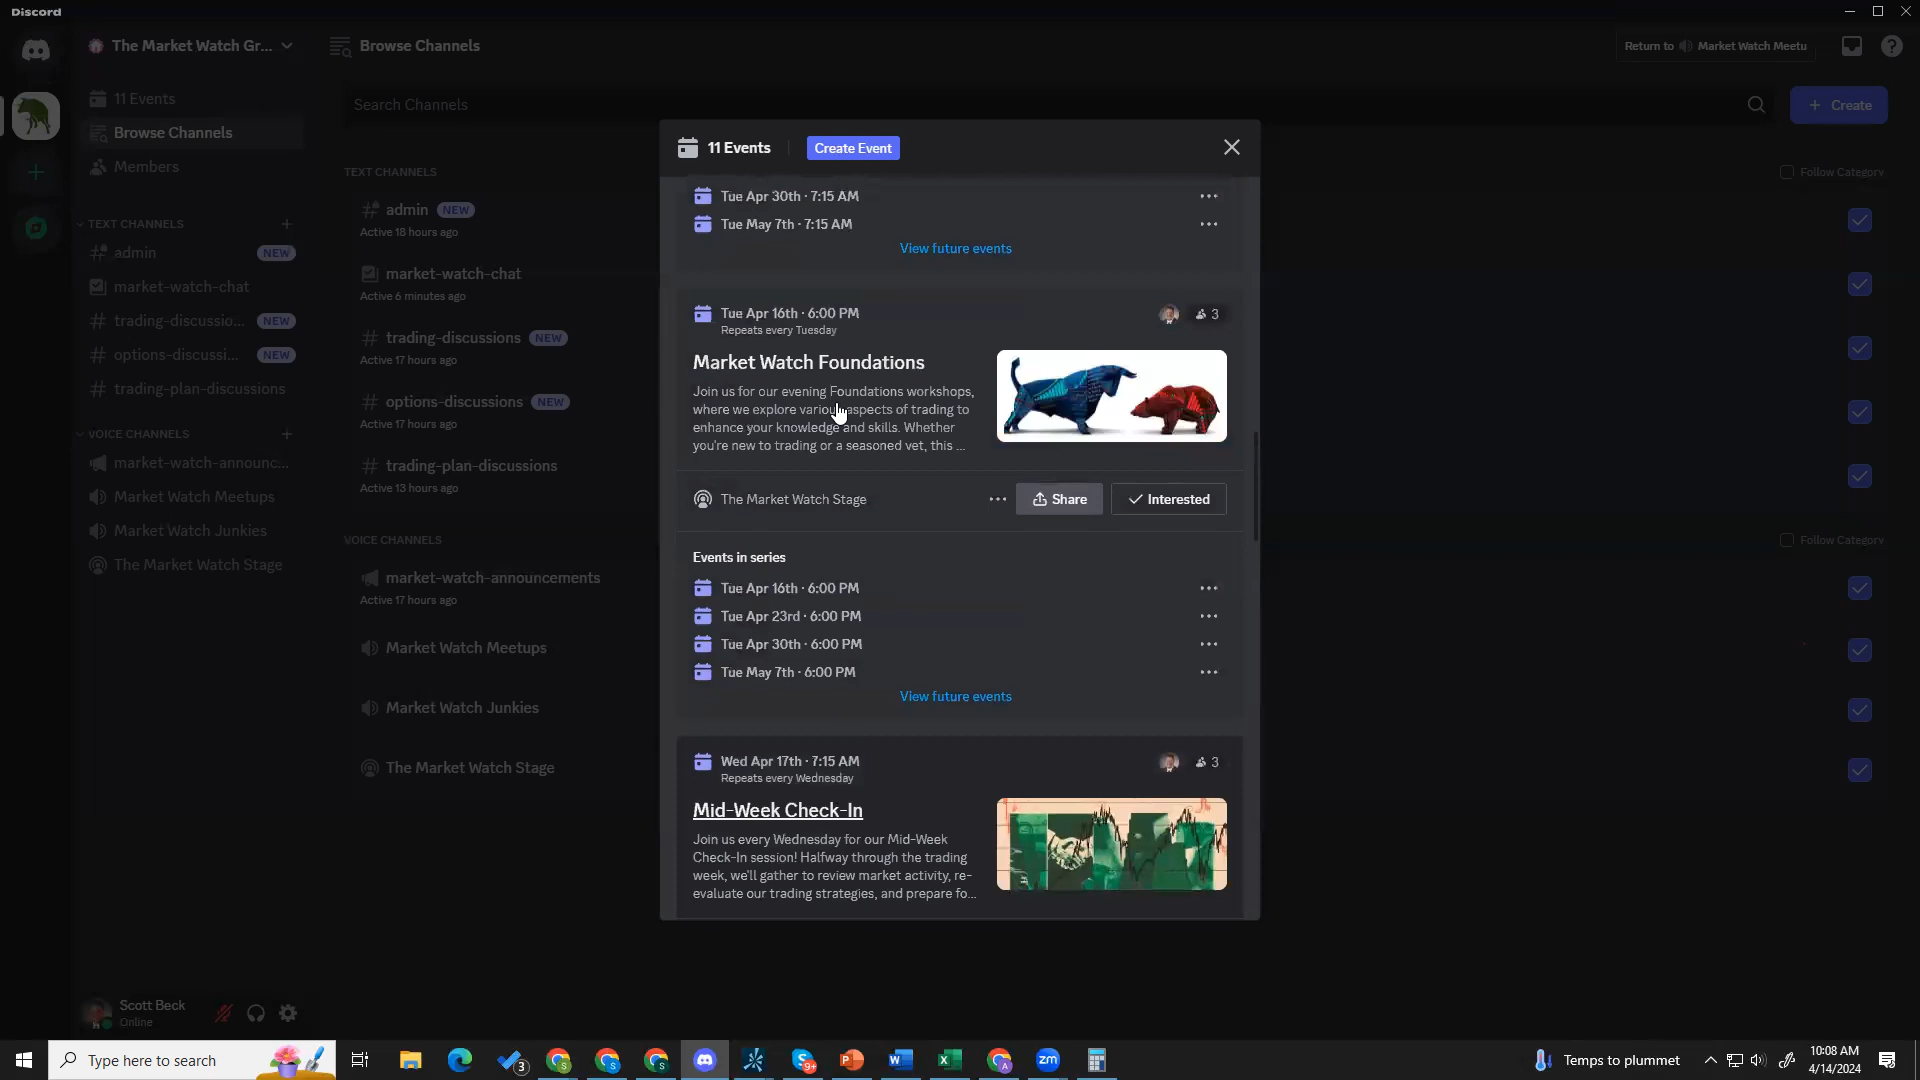 Discord
The Market Watch Gr...
Browse Channels
Return to Market Watch Meetu
11 Events
Browse Channels
Members
Search Channels
Create
TEXT CHANNELS
admin NEW
market-watch-chat
trading-discussio... NEW
options-discussi... NEW
trading-plan-discussions
VOICE CHANNELS
market-watch-announc...
Market Watch Meetups
Market Watch Junkies
The Market Watch Stage
TEXT CHANNELS
Follow Category
admin NEW
Active 18 hours ago
market-watch-chat
Active 6 minutes ago
trading-discussions NEW
Active 17 hours ago
options-discussions NEW
Active 17 hours ago
trading-plan-discussions
Active 13 hours ago
VOICE CHANNELS
Follow Category
market-watch-announcements
Active 17 hours ago
Market Watch Meetups
Market Watch Junkies
The Market Watch Stage
11 Events
Create Event
Tue Apr 30th · 7:15 AM
Tue May 7th · 7:15 AM
View future events
Tue Apr 16th · 6:00 PM
3
Repeats every Tuesday
Market Watch Foundations
Join us for our evening Foundations workshops,
where we explore various aspects of trading to
enhance your knowledge and skills. Whether
you're new to trading or a seasoned vet, this ...
The Market Watch Stage
Share
Interested
Events in series
Tue Apr 16th · 6:00 PM
Tue Apr 23rd · 6:00 PM
Tue Apr 30th · 6:00 PM
Tue May 7th · 6:00 PM
View future events
Wed Apr 17th · 7:15 AM
3
Repeats every Wednesday
Mid-Week Check-In
Join us every Wednesday for our Mid-Week
Check-In session! Halfway through the trading
week, we'll gather to review market activity, re-
evaluate our trading strategies, and prepare fo...
Scott Beck
Online
Type here to search
3
9+
zm
Temps to plummet
10:08 AM
4/14/2024